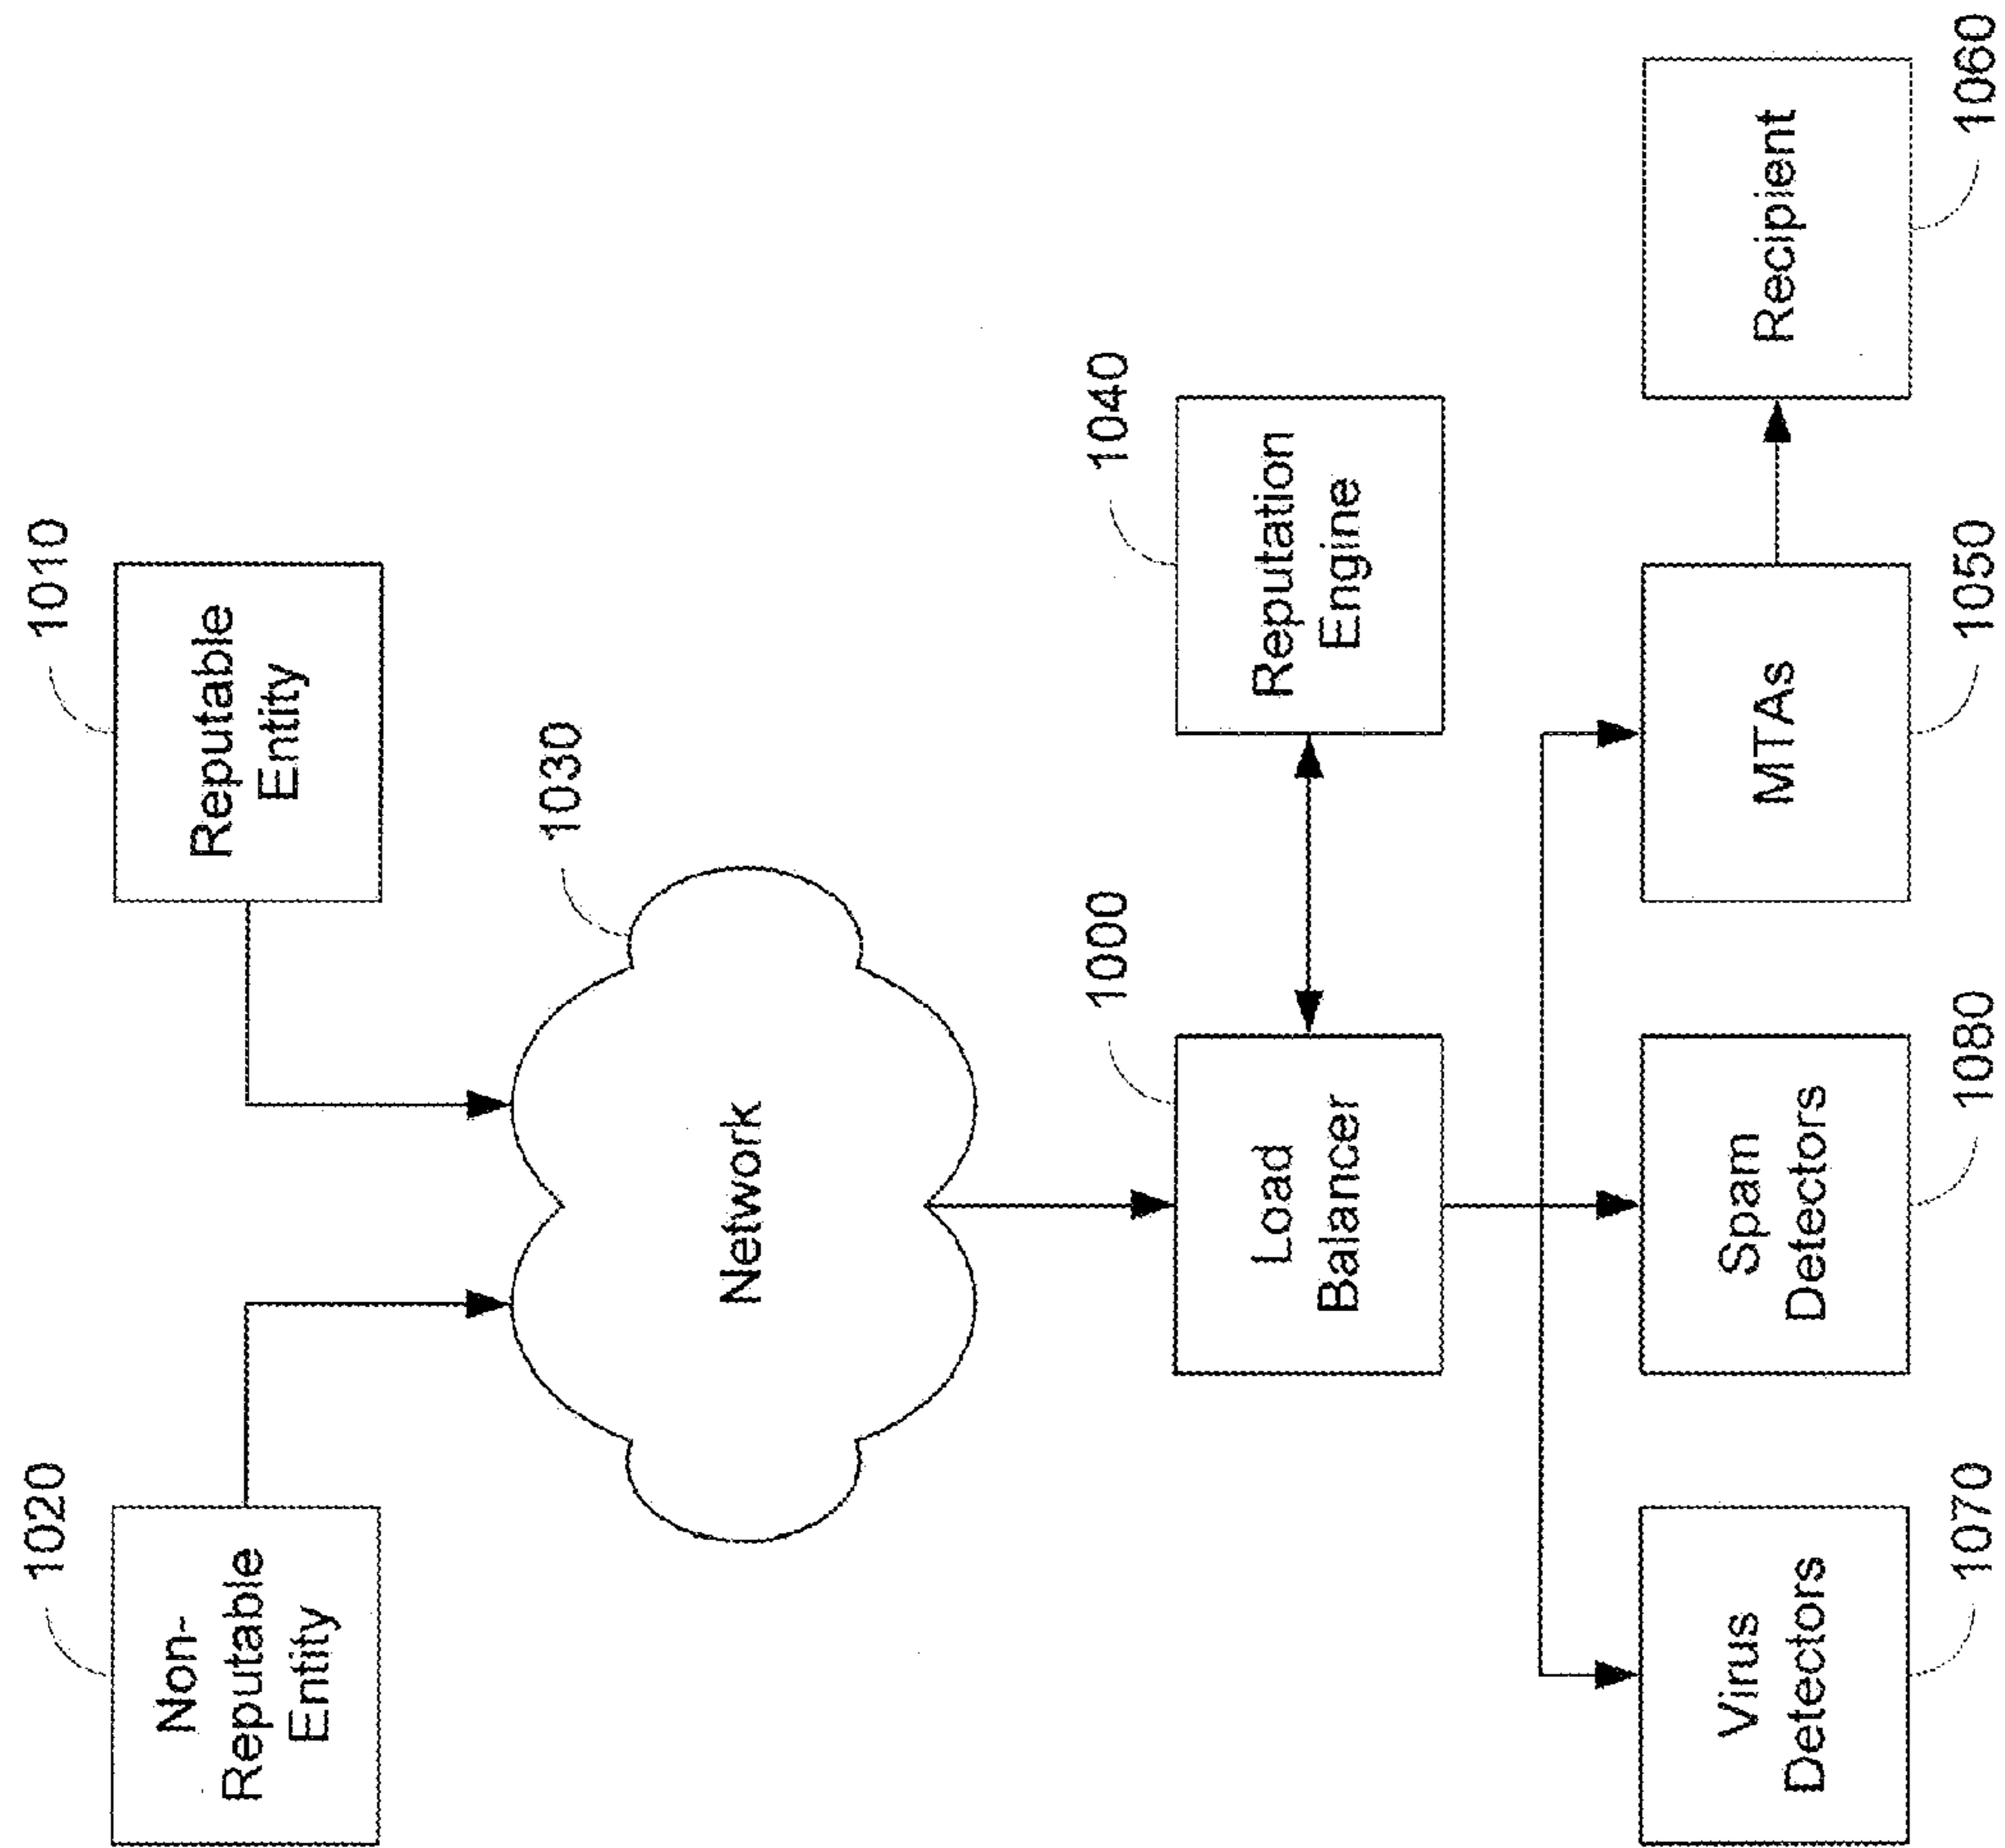 1020
Non-
Reputable
Entity
1010
Reputable
Entity
1030
Network
1000
Load
Balancer
1040
Reputation
Engine
Virus
Detectors
1070
Spam
Detectors
1080
MTAs
1050
Recipient
1060